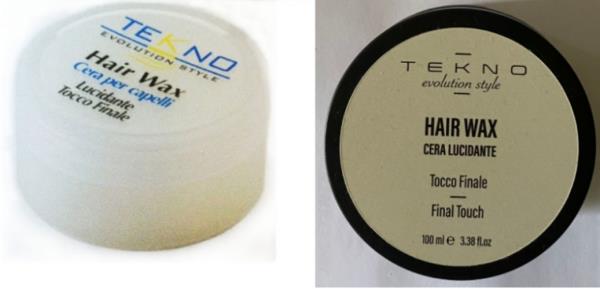 TEKNO
EVOLUTION STYLE
Hair Wax
Cera per capelli
Lucidante
Tocco Finale
TEKNO
evolution style
HAIR WAX
CERA LUCIDANTE
Tocco Finale
Final Touch
100 ml e 3.38 fl.oz